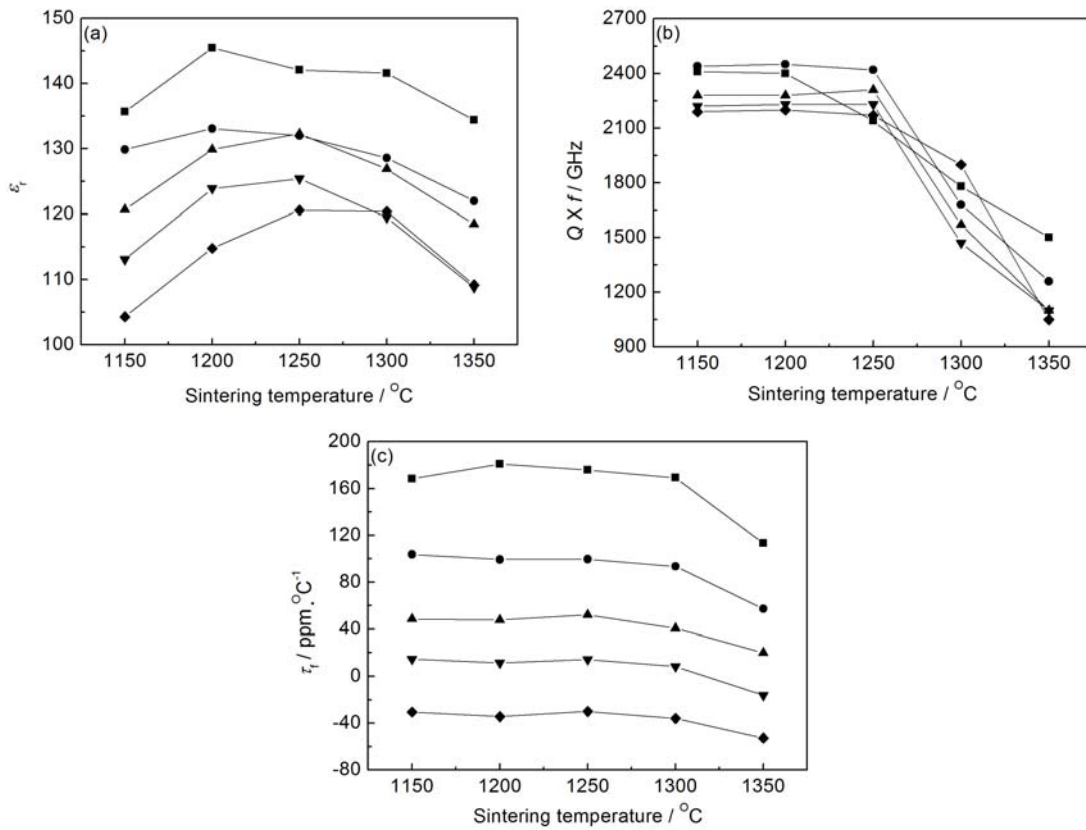 (a)
150
140
130
120
110
100
εr
1150 1200 1250 1300 1350
Sintering temperature / °C
(b)
2700
2400
2100
1800
1500
1200
900
Q X f / GHz
1150 1200 1250 1300 1350
Sintering temperature / °C
(c)
200
160
120
80
40
0
-40
-80
τf / ppm.°C-1
1150 1200 1250 1300 1350
Sintering temperature / °C